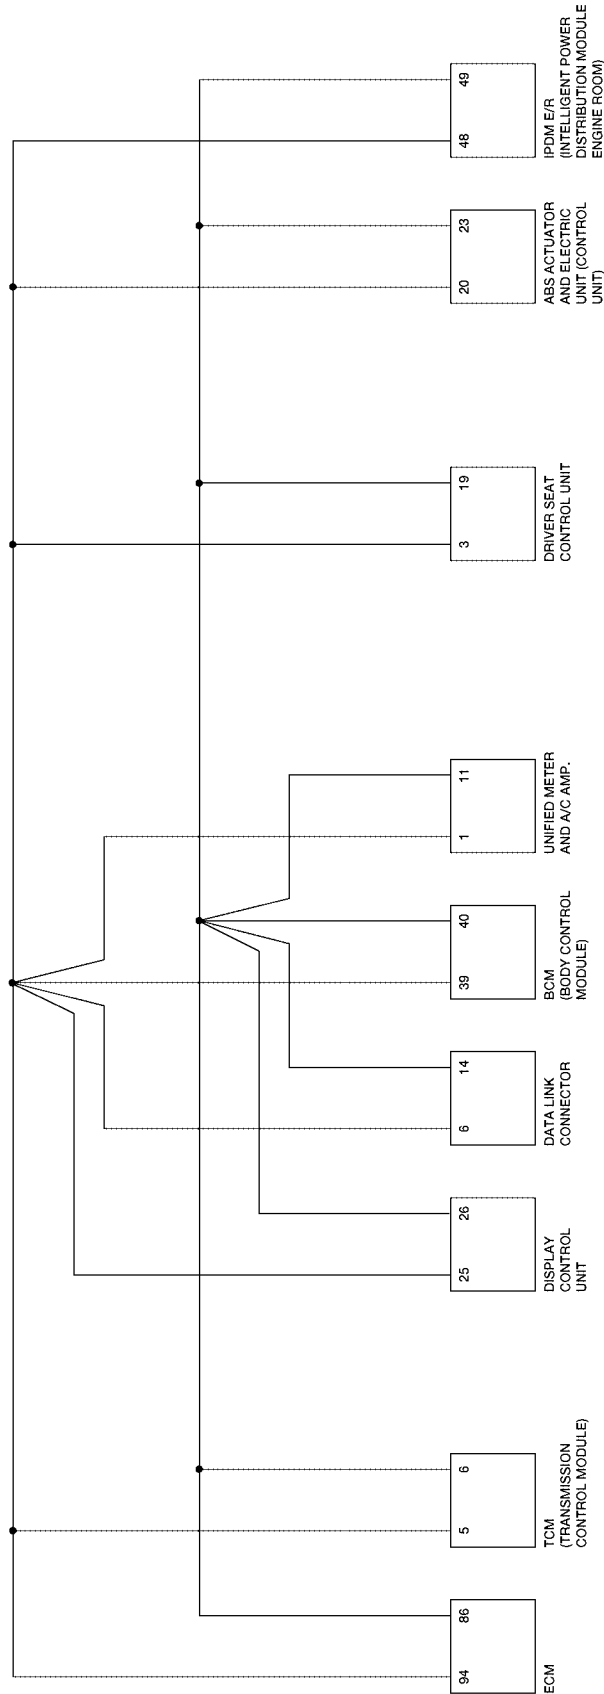 94
86
ECM
5
6
TCM
(TRANSMISSION
CONTROL MODULE)
25
26
DISPLAY
CONTROL
UNIT
6
14
DATA LINK
CONNECTOR
39
40
BCM
(BODY CONTROL
MODULE)
1
11
UNIFIED METER
AND A/C AMP.
3
19
DRIVER SEAT
CONTROL UNIT
20
23
ABS ACTUATOR
AND ELECTRIC
UNIT (CONTROL
UNIT)
48
49
IPDM E/R
(INTELLIGENT POWER
DISTRIBUTION MODULE
ENGINE ROOM)